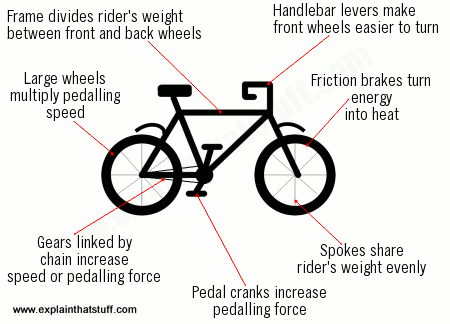 Frame divides rider's weight
between front and back wheels
Handlebar levers make
front wheels easier to turn
Large wheels
multiply pedalling
speed
Friction brakes turn
energy
into heat
Gears linked by
chain increase
speed or pedalling force
Spokes share
rider's weight evenly
Pedal cranks increase
pedalling force
www.explainthatstuff.com